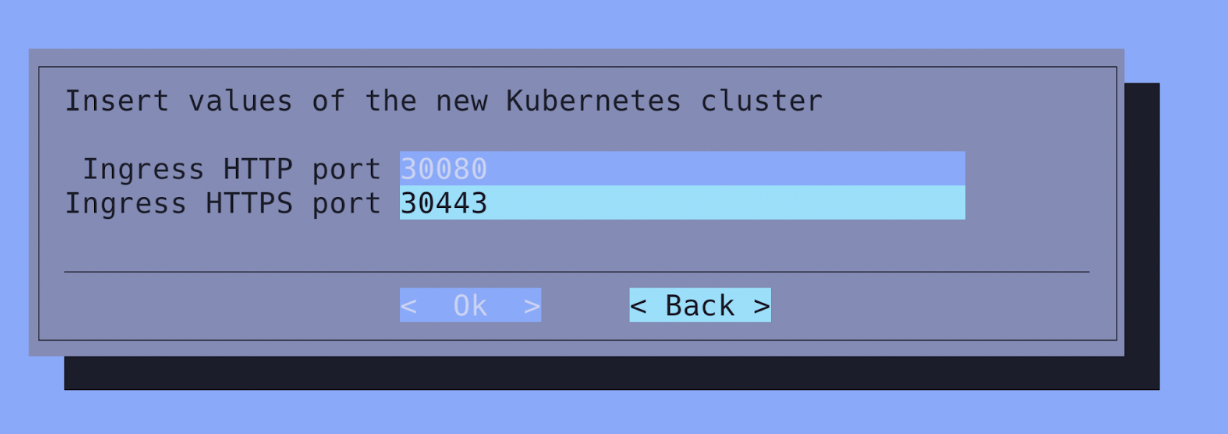 Insert values of the new Kubernetes cluster
Ingress HTTP port 30080
Ingress HTTPS port 30443
<  Ok  > < Back >